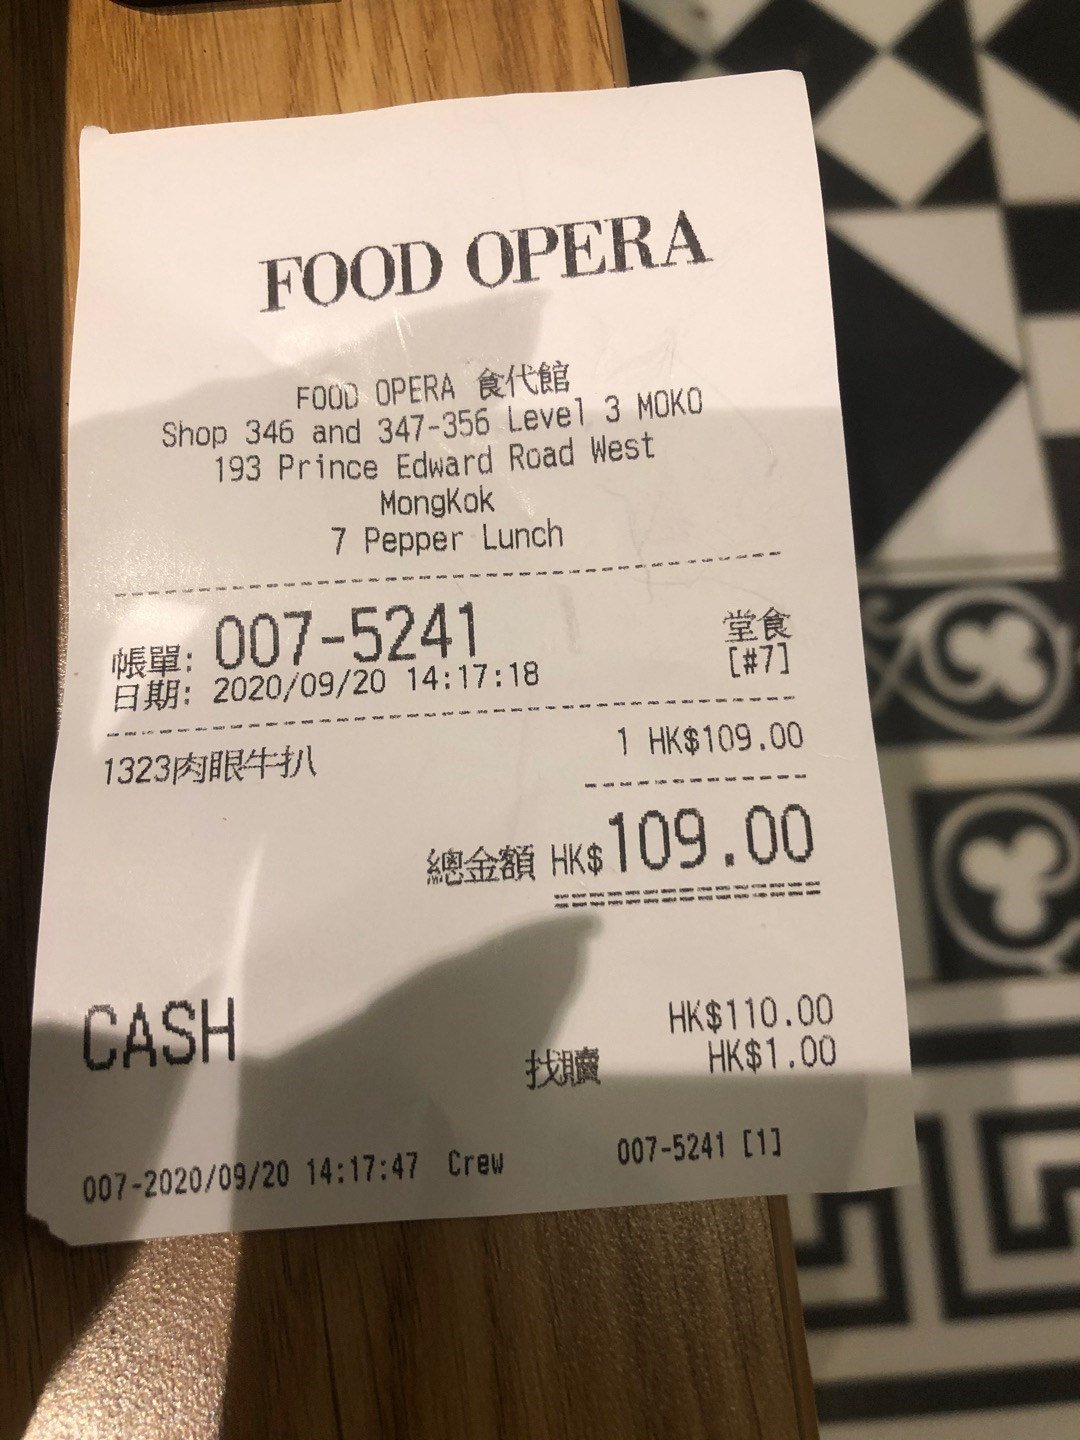 FOOD OPERA
FOOD OPERA 食代館
Shop 346 and 347-356 Level 3 MOKO
193 Prince Edward Road West
MongKok
7 Pepper Lunch
帳單: 007-5241 堂食
日期: 2020/09/20 14:17:18 [#7]
1323肉眼牛扒 1 HK$109.00
總金額 HK$109.00
CASH HK$110.00
找贖 HK$1.00
007-2020/09/20 14:17:47 Crew 007-5241 [1]